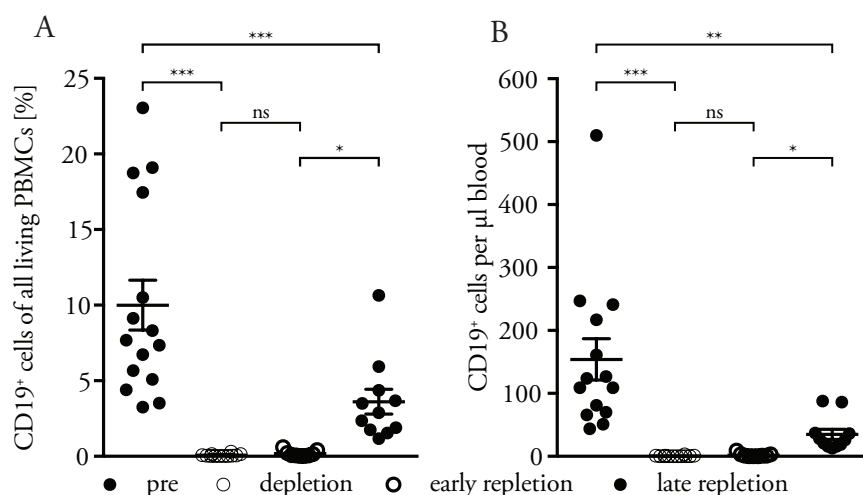 A
***
***
ns
*
CD19+ cells of all living PBMCs [%]
25
20
15
10
5
0
B
**
***
ns
*
CD19+ cells per µl blood
600
500
400
300
200
100
0
pre depletion early repletion late repletion